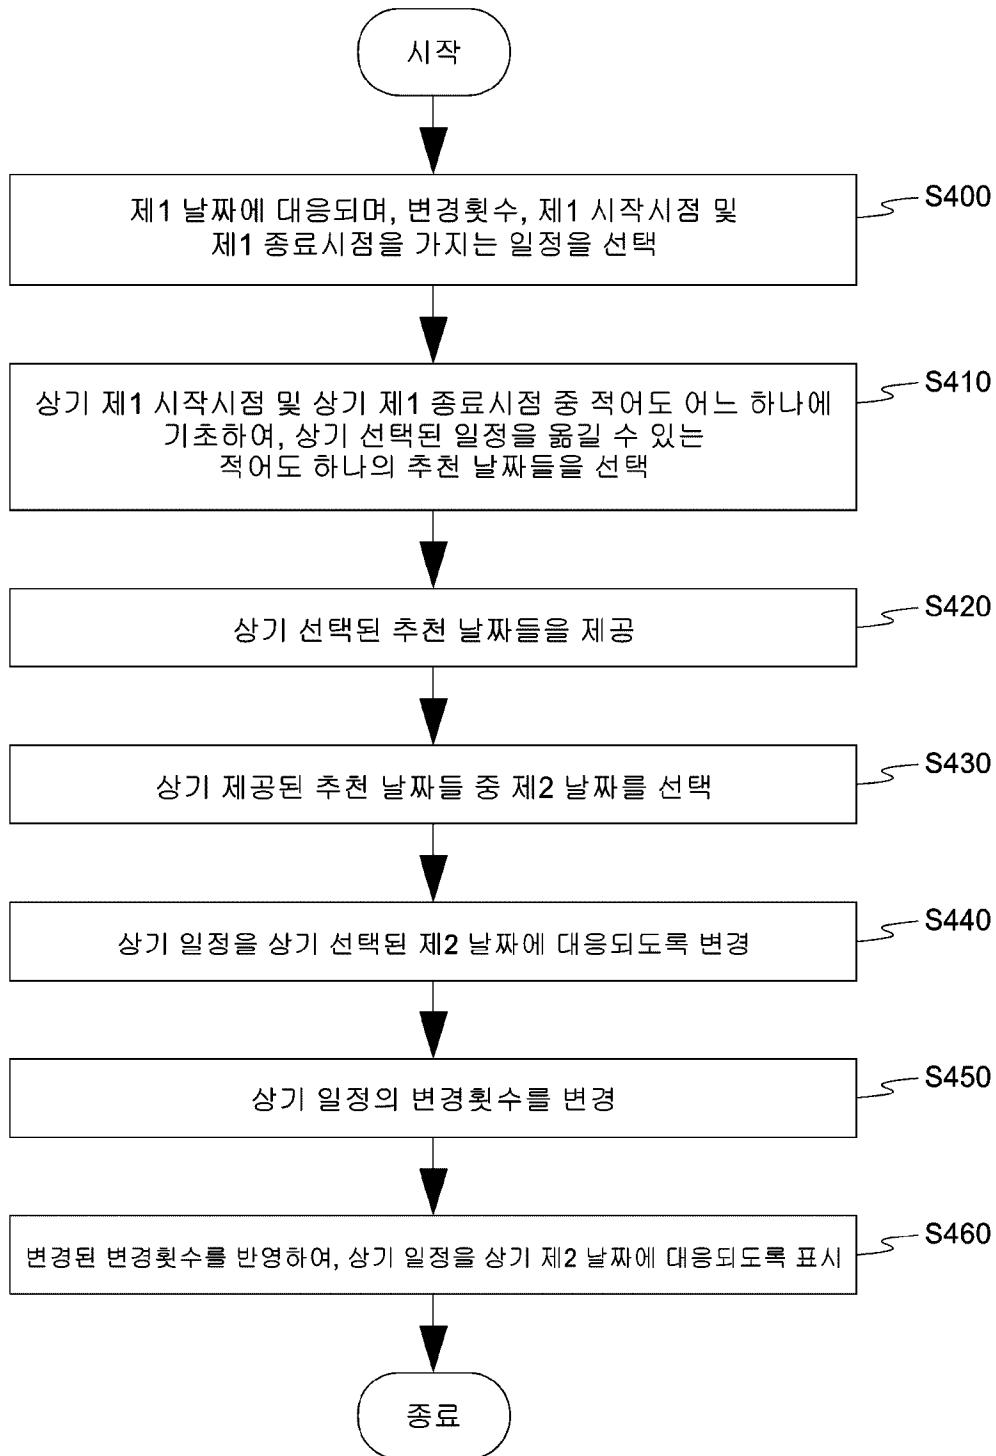 시작
제1 날짜에 대응되며, 변경횟수, 제1 시작시점 및
제1 종료시점을 가지는 일정을 선택
S400
상기 제1 시작시점 및 상기 제1 종료시점 중 적어도 어느 하나에
기초하여, 상기 선택된 일정을 옮길 수 있는
적어도 하나의 추천 날짜들을 선택
S410
상기 선택된 추천 날짜들을 제공
S420
상기 제공된 추천 날짜들 중 제2 날짜를 선택
S430
상기 일정을 상기 선택된 제2 날짜에 대응되도록 변경
S440
상기 일정의 변경횟수를 변경
S450
변경된 변경횟수를 반영하여, 상기 일정을 상기 제2 날짜에 대응되도록 표시
S460
종료